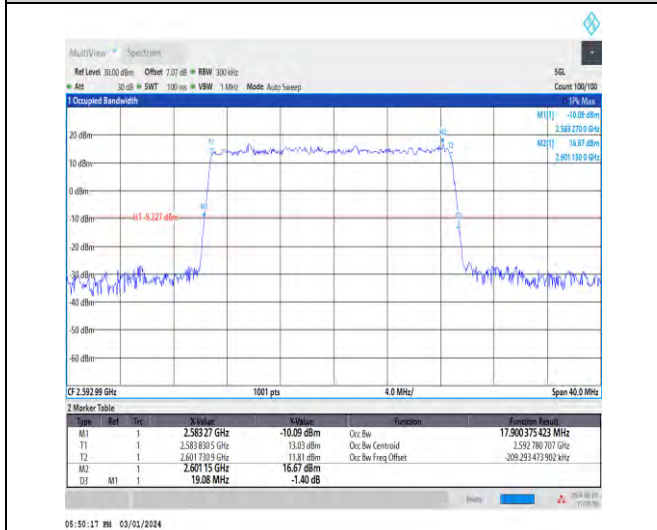 MultiView Spectrum
Ref Level 30.00 dBm Offset 7.07 dB RBW 300 kHz SGL
Att 30 dB SWT 100 ms VBW 1 MHz Mode Auto Sweep Count 100/100
1 Occupied Bandwidth 1Pk Max
M1[1] -10.09 dBm
2.583 270 0 GHz
M2[1] 16.67 dBm
2.601 150 0 GHz
20 dBm
M2
T1
T2
10 dBm
0 dBm
M1
-10 dBm
H1 -9.327 dBm
-20 dBm
-30 dBm
-40 dBm
-50 dBm
-60 dBm
CF 2.592 99 GHz 1001 pts 4.0 MHz/ Span 40.0 MHz
2 Marker Table
Type Ref Trc X-Value Y-Value Function Function Result
M1 1 2.583 27 GHz -10.09 dBm Occ Bw 17.900 375 423 MHz
T1 1 2.583 830 5 GHz 13.03 dBm Occ Bw Centroid 2.592 780 707 GHz
T2 1 2.601 730 9 GHz 11.81 dBm Occ Bw Freq Offset -209.293 473 902 kHz
M2 1 2.601 15 GHz 16.67 dBm
D3 M1 1 19.08 MHz -1.40 dB
05:50:17 PM 03/01/2024